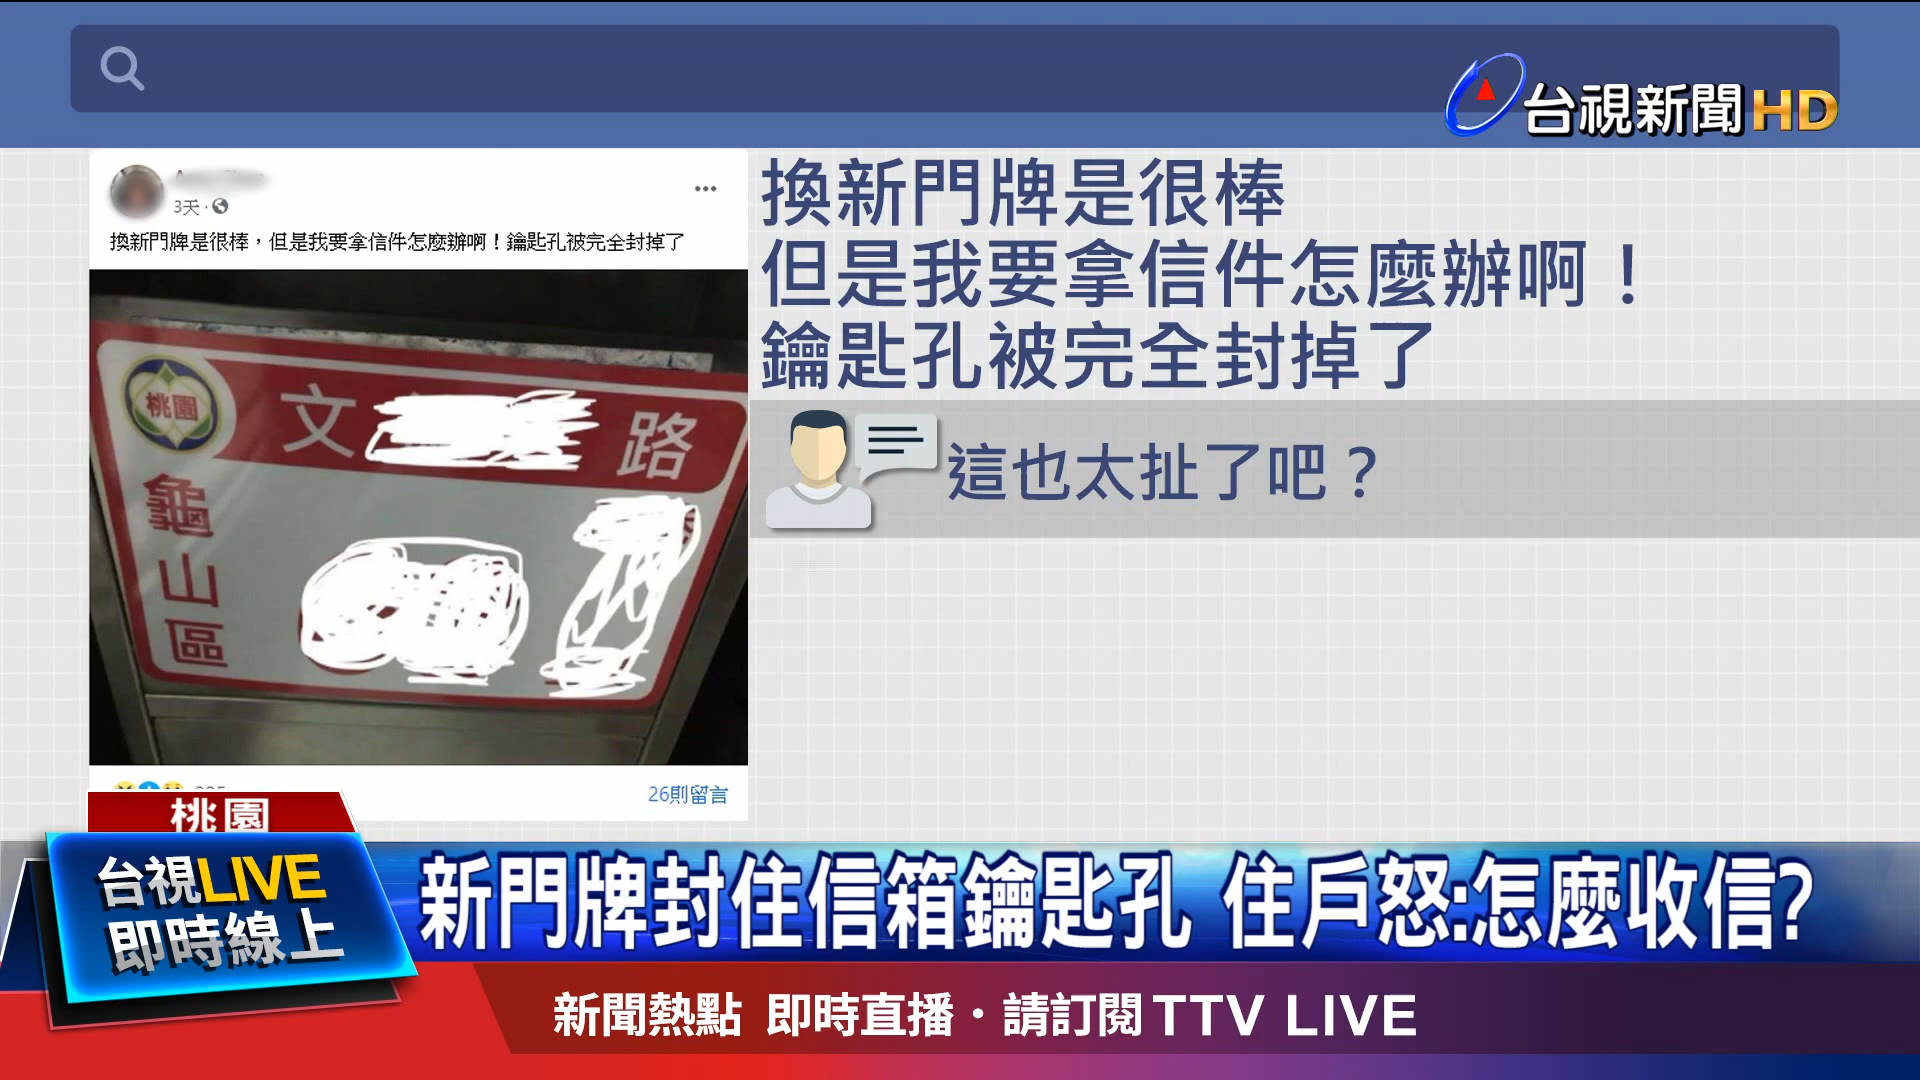 台視新聞HD
3天
換新門牌是很棒，但是我要拿信件怎麼辦啊！鑰匙孔被完全封掉了
桃園
文
路
龜山區
26則留言
換新門牌是很棒
但是我要拿信件怎麼辦啊！
鑰匙孔被完全封掉了
這也太扯了吧？
桃園
台視LIVE
即時線上
新門牌封住信箱鑰匙孔 住戶怒:怎麼收信?
新聞熱點 即時直播・請訂閱TTV LIVE